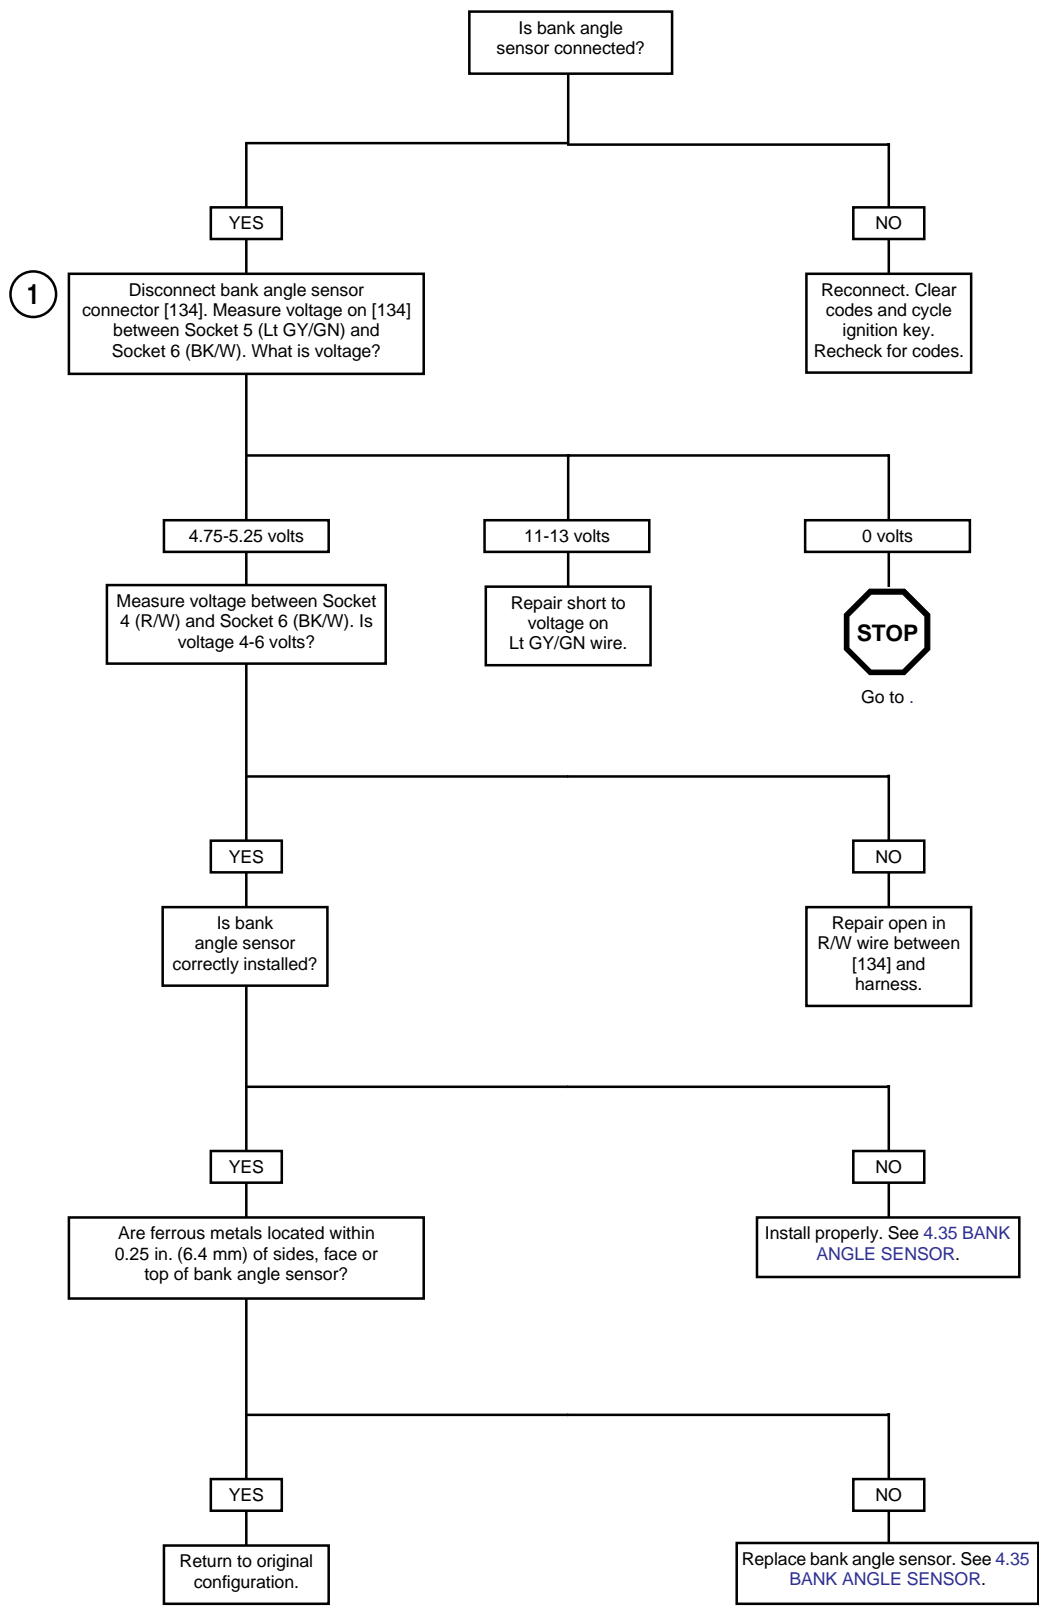 Is bank angle
sensor connected?
YES
NO
1
Disconnect bank angle sensor
connector [134]. Measure voltage on [134]
between Socket 5 (Lt GY/GN) and
Socket 6 (BK/W). What is voltage?
Reconnect. Clear
codes and cycle
ignition key.
Recheck for codes.
4.75-5.25 volts
11-13 volts
0 volts
Measure voltage between Socket
4 (R/W) and Socket 6 (BK/W). Is
voltage 4-6 volts?
Repair short to
voltage on
Lt GY/GN wire.
STOP
Go to .
YES
NO
Is bank
angle sensor
correctly installed?
Repair open in
R/W wire between
[134] and
harness.
YES
NO
Are ferrous metals located within
0.25 in. (6.4 mm) of sides, face or
top of bank angle sensor?
Install properly. See 4.35 BANK
ANGLE SENSOR.
YES
NO
Return to original
configuration.
Replace bank angle sensor. See 4.35
BANK ANGLE SENSOR.